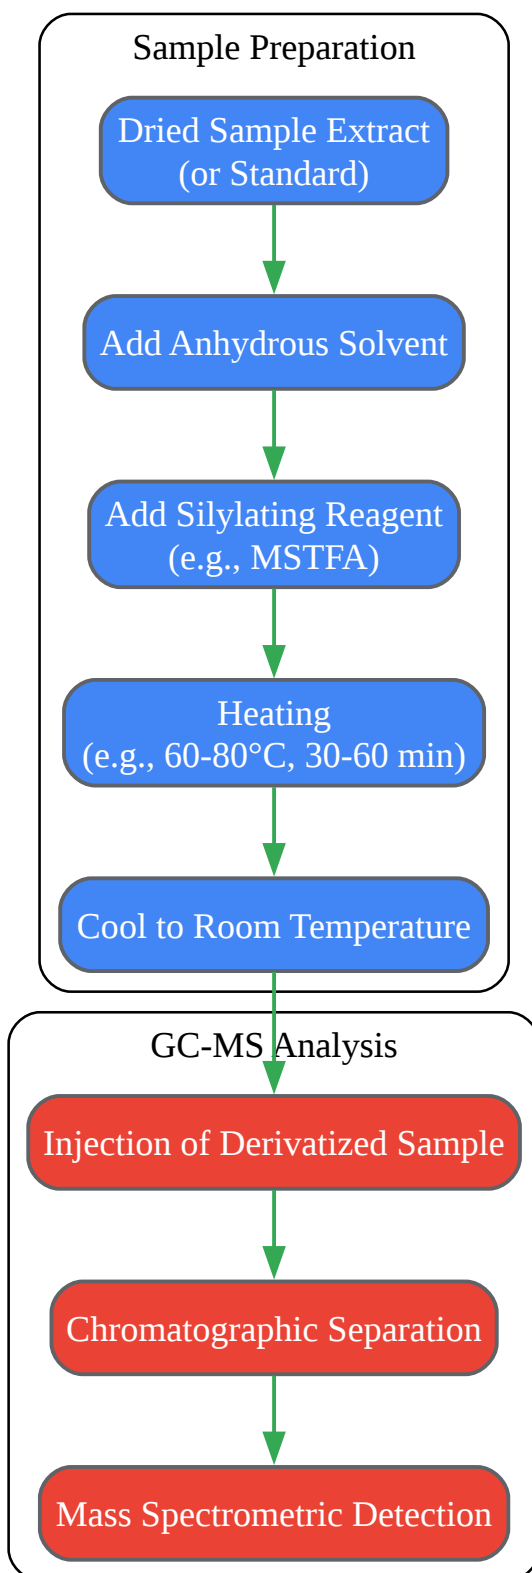 Sample Preparation
Dried Sample Extract
(or Standard)
Add Anhydrous Solvent
Add Silylating Reagent
(e.g., MSTFA)
Heating
(e.g., 60-80°C, 30-60 min)
Cool to Room Temperature
GC-MS Analysis
Injection of Derivatized Sample
Chromatographic Separation
Mass Spectrometric Detection